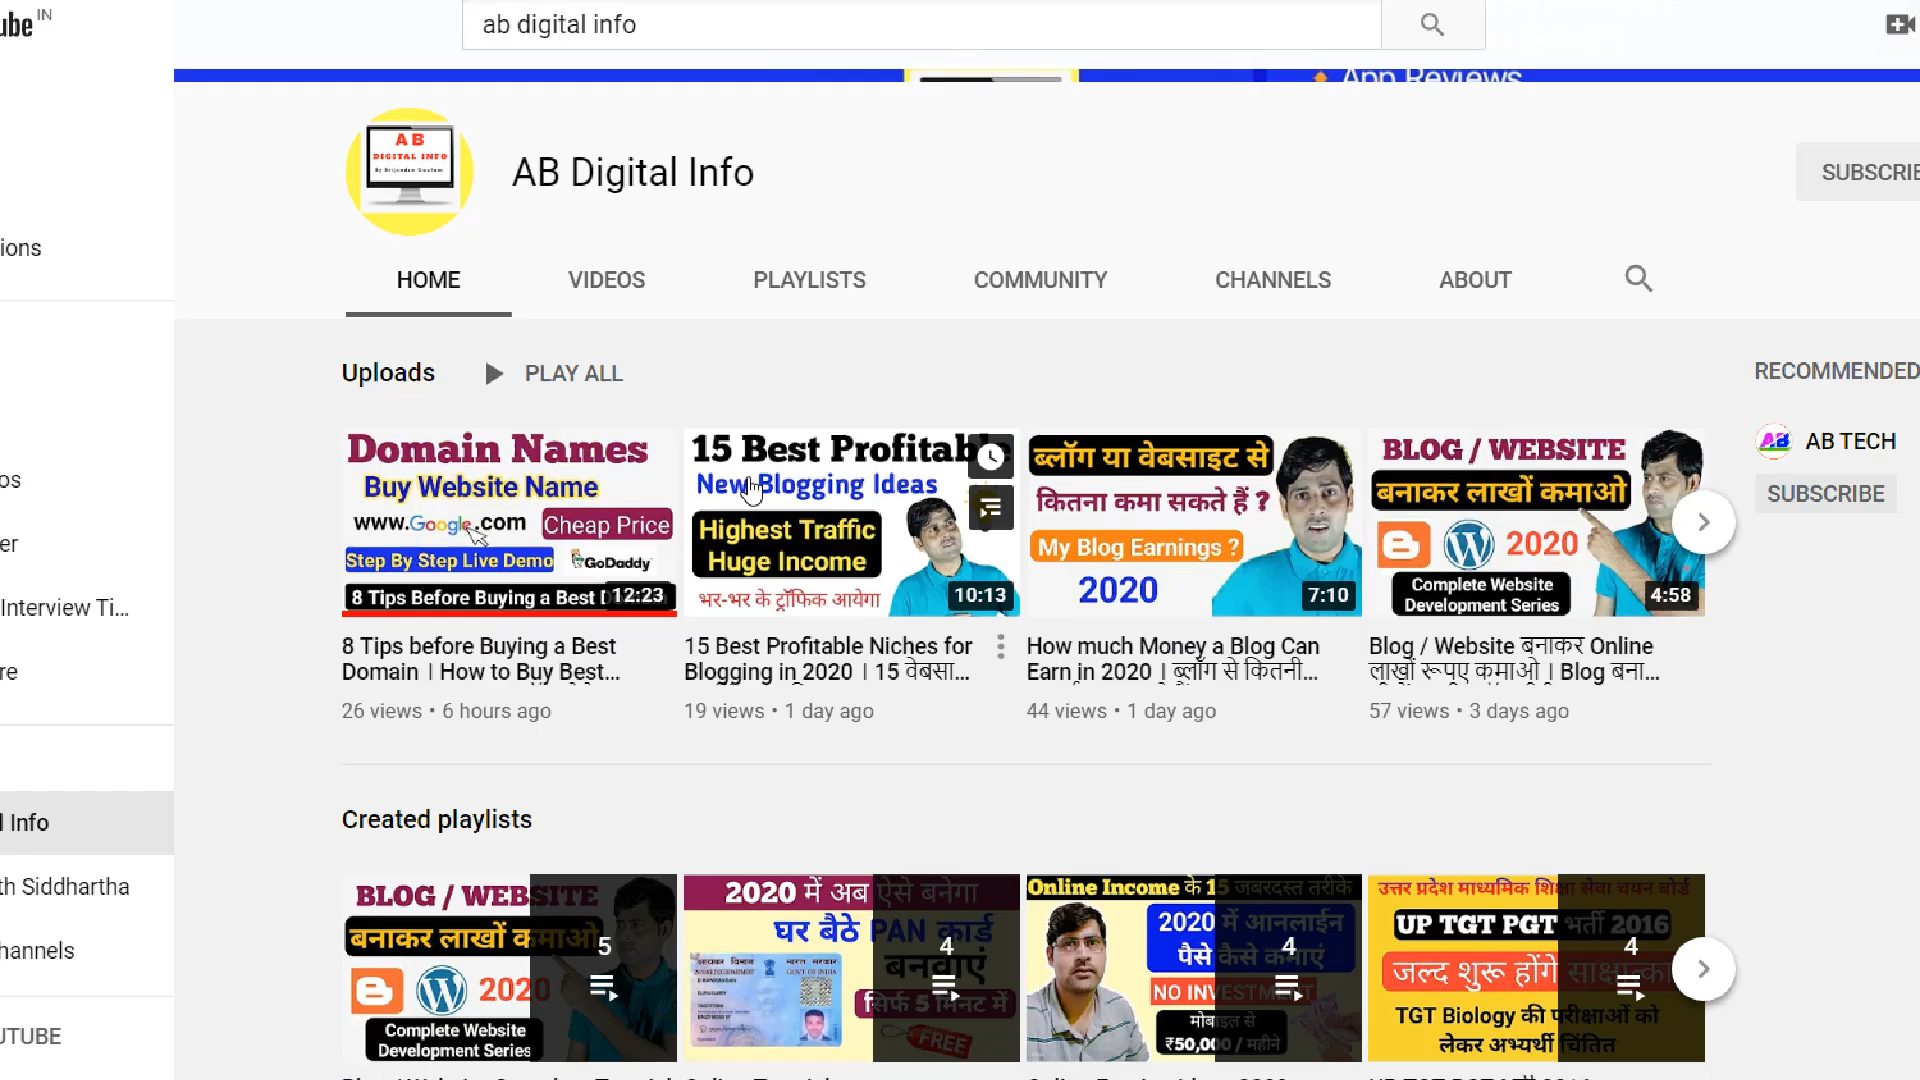 ube IN
ab digital info
App Reviews
AB
DIGITAL INFO
AB Digital Info
SUBSCRIBE
HOME VIDEOS PLAYLISTS COMMUNITY CHANNELS ABOUT
ions
os
er
Interview Ti...
re
l Info
th Siddhartha
hannels
UTUBE
Uploads PLAY ALL
RECOMMENDED
AB AB TECH
SUBSCRIBE
Domain Names
Buy Website Name
www.Google.com Cheap Price
Step By Step Live Demo GoDaddy
8 Tips Before Buying a Best
12:23
8 Tips before Buying a Best
Domain । How to Buy Best...
26 views • 6 hours ago
15 Best Profitable
New Blogging Ideas
Highest Traffic
Huge Income
भर-भर के ट्रॉफिक आयेगा
10:13
15 Best Profitable Niches for
Blogging in 2020 । 15 वेबसा...
19 views • 1 day ago
ब्लॉग या वेबसाइट से
कितना कमा सकते हैं ?
My Blog Earnings ?
2020
7:10
How much Money a Blog Can
Earn in 2020 । ब्लॉग से कितनी...
44 views • 1 day ago
BLOG / WEBSITE
बनाकर लाखों कमाओ
2020
Complete Website
Development Series
4:58
Blog / Website बनाकर Online
लाखों रूपए कमाओ । Blog बना...
57 views • 3 days ago
Created playlists
BLOG / WEBSITE
बनाकर लाखों कमाओ
2020
Complete Website
Development Series
5
2020 में अब ऐसे बनेगा
घर बैठे PAN कार्ड
बनवाएं
सिर्फ 5 मिनट में
FREE
4
Online Income के 15 जबरदस्त तरीके
2020 में आनलाईन
पैसे कैसे कमाएं
NO INVESTMENT
मोबाइल से
₹50,000 / महीने
4
उत्तर प्रदेश माध्यमिक शिक्षा सेवा चयन बोर्ड
UP TGT PGT भर्ती 2016
जल्द शुरू होंगे
TGT Biology की परीक्षाओं को
लेकर अभ्यर्थी चिंतित
4